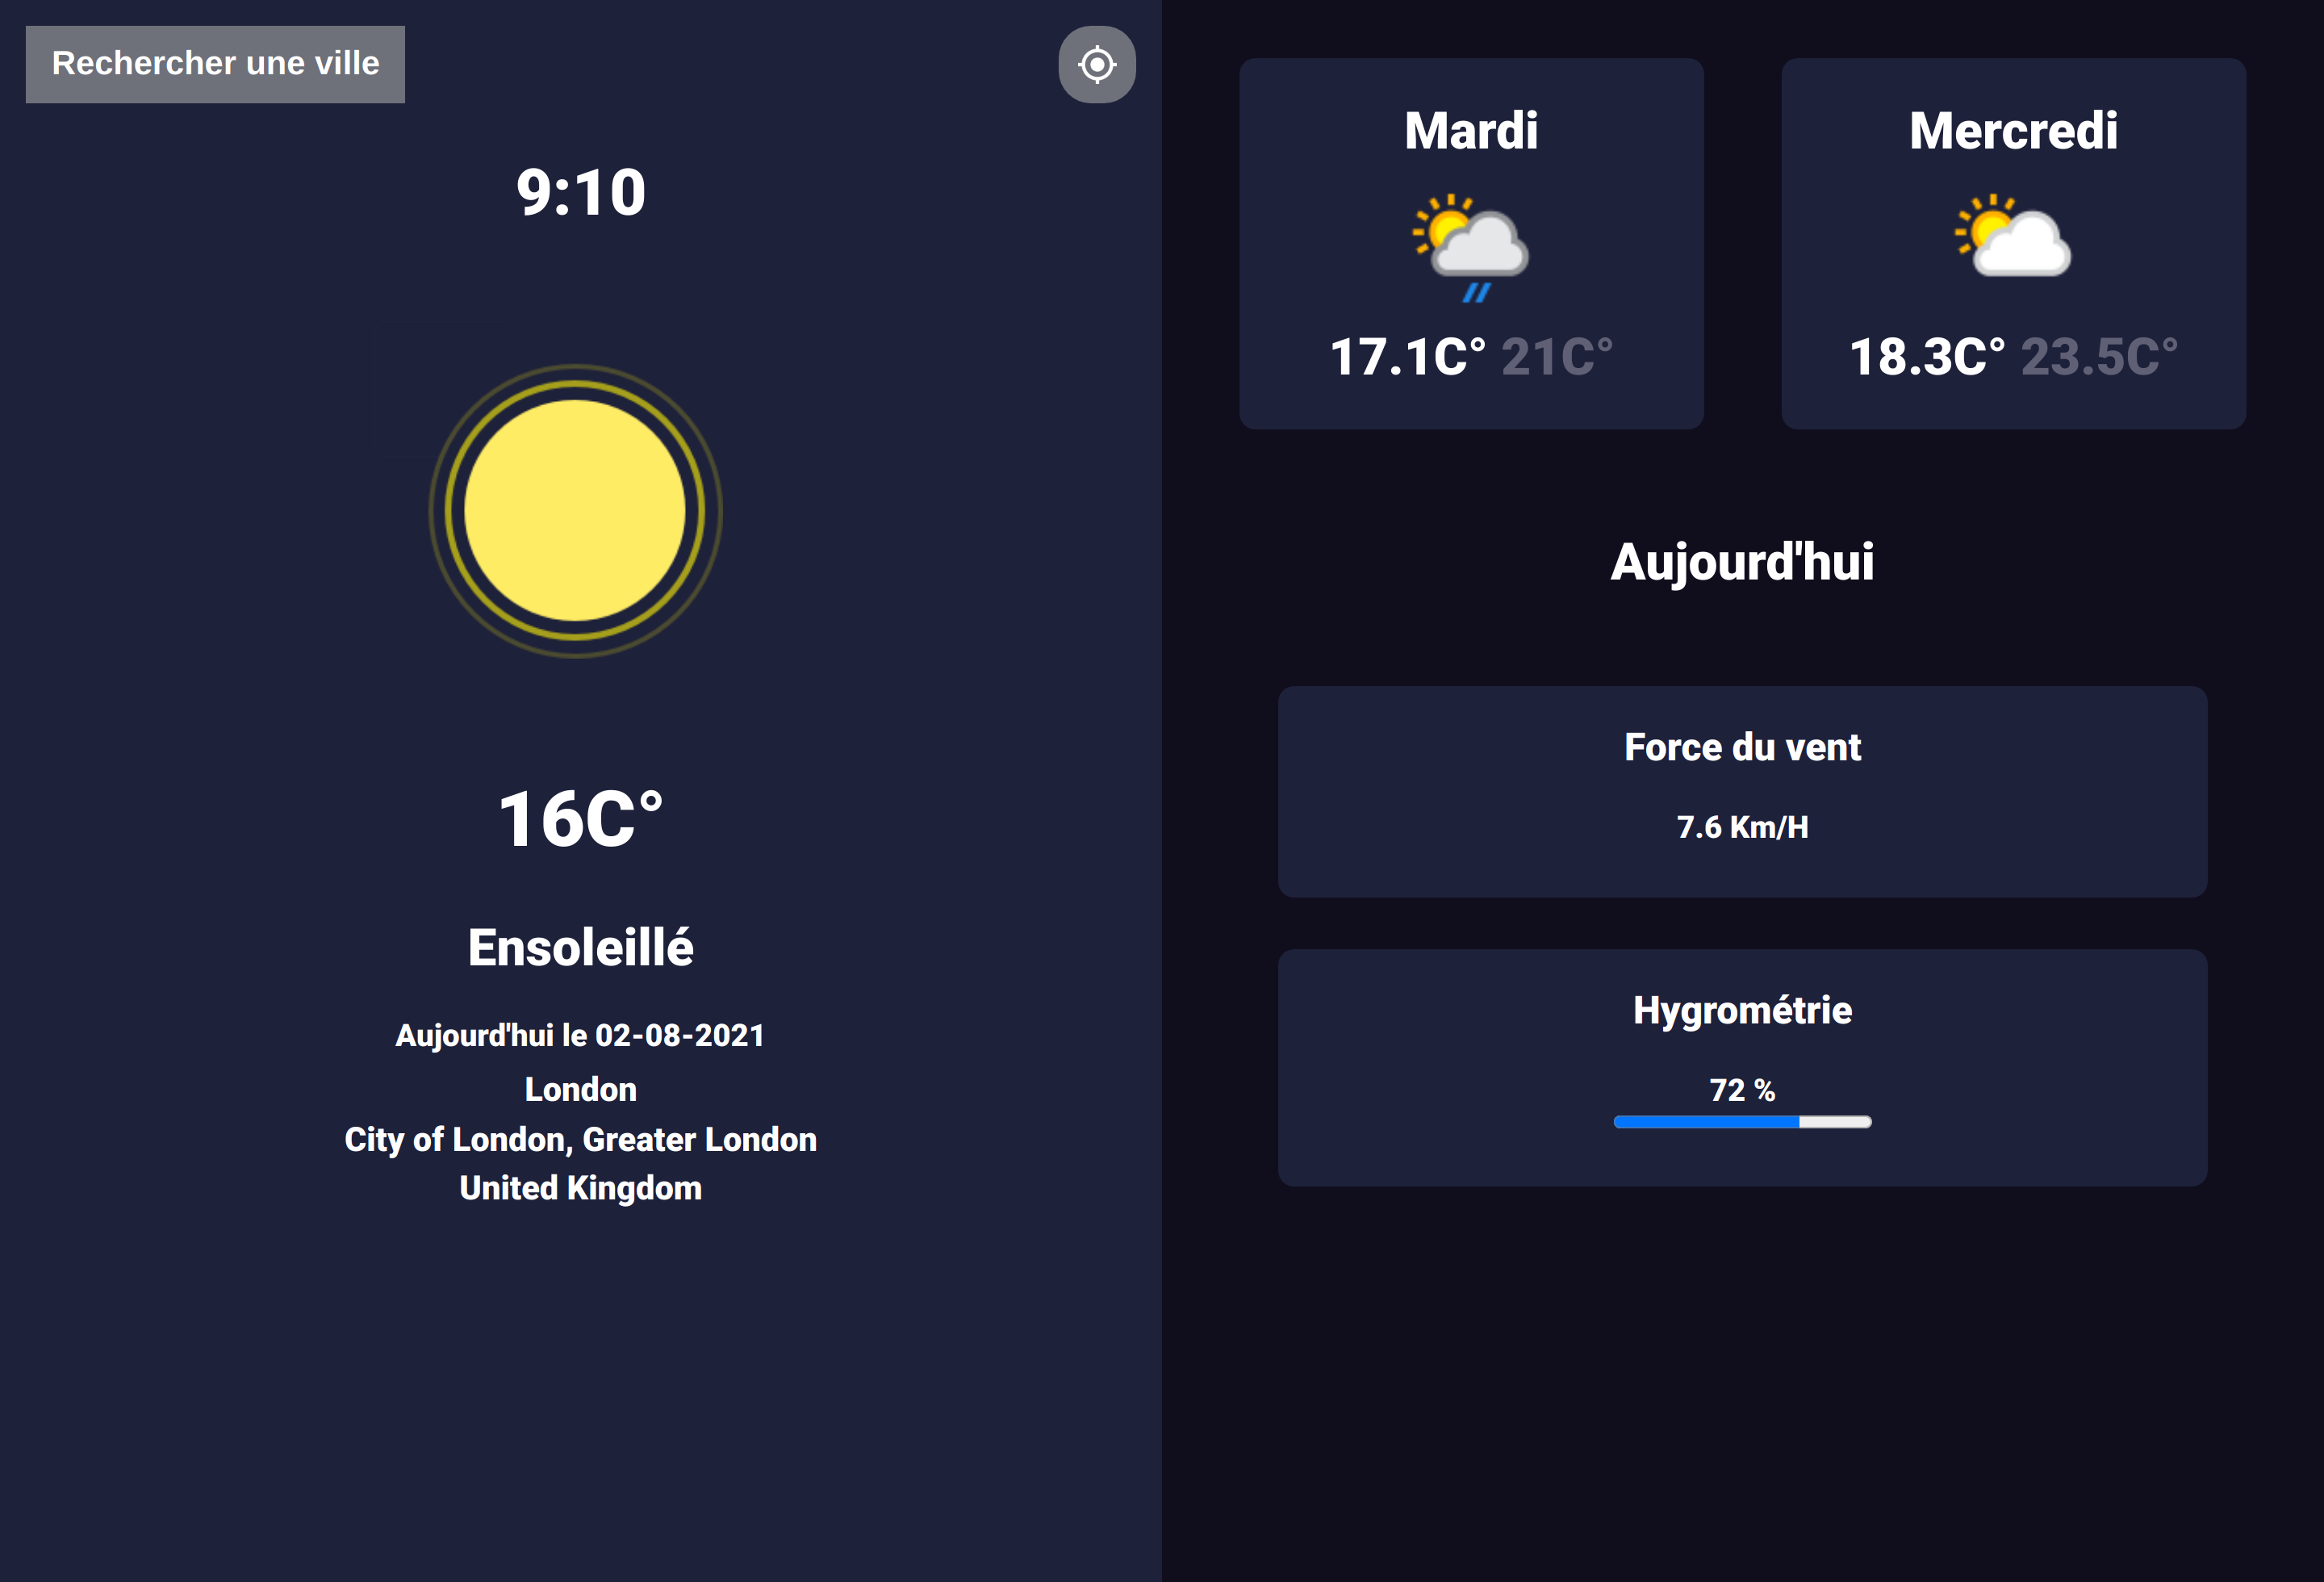 Rechercher une ville
9:10
16C°
Ensoleillé
Aujourd'hui le 02-08-2021
London
City of London, Greater London
United Kingdom
Mardi
17.1C° 21C°
Mercredi
18.3C° 23.5C°
Aujourd'hui
Force du vent
7.6 Km/H
Hygrométrie
72 %